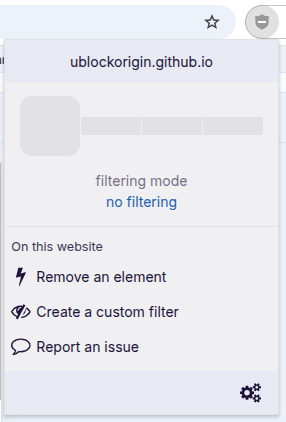 ublockorigin.github.io
filtering mode
no filtering
On this website
Remove an element
Create a custom filter
Report an issue